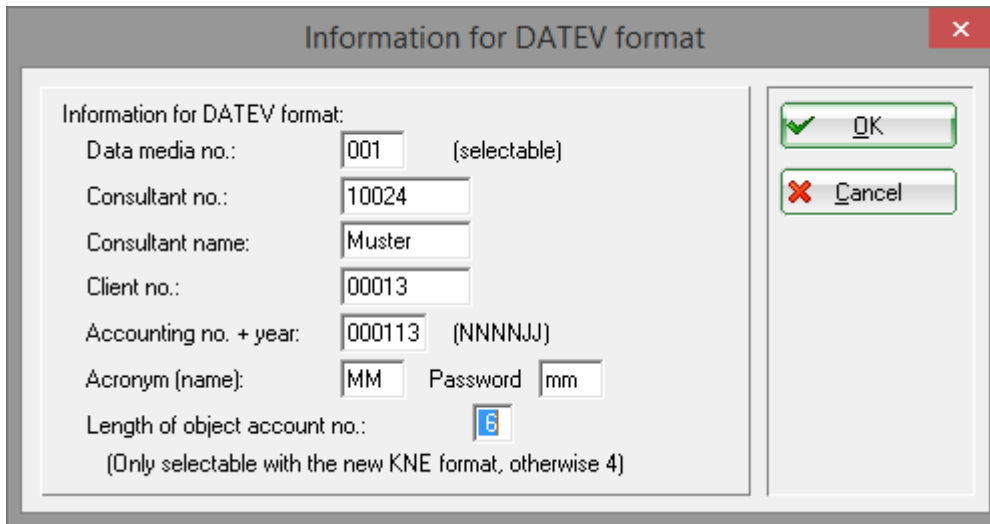 Information for DATEV format
Information for DATEV format:
Data media no.: 001 (selectable)
Consultant no.: 10024
Consultant name: Muster
Client no.: 00013
Accounting no. + year: 000113 (NNNNJJ)
Acronym (name): MM Password mm
Length of object account no.: 6
(Only selectable with the new KNE format, otherwise 4)
OK
Cancel